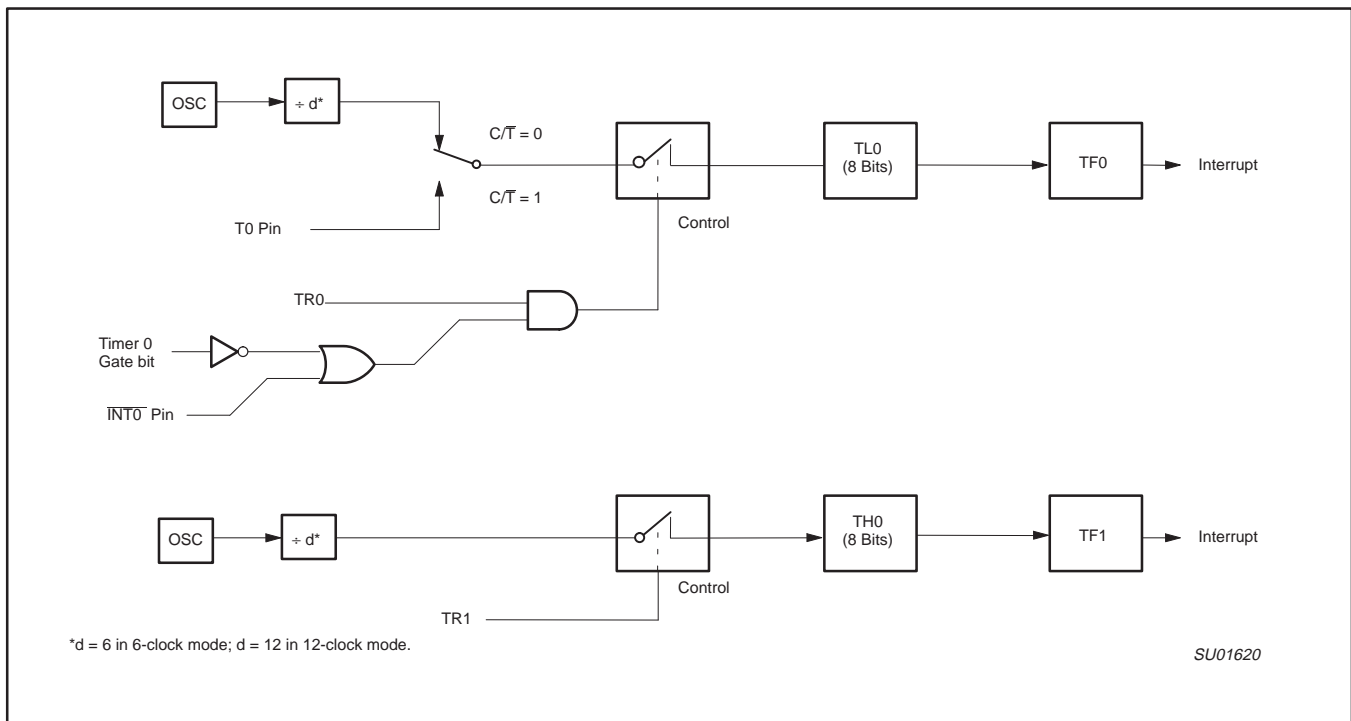 OSC
÷ d*
C/T̅ = 0
TL0
(8 Bits)
TF0
Interrupt
C/T̅ = 1
T0 Pin
Control
TR0
Timer 0
Gate bit
I̅N̅T̅0̅ Pin
OSC
÷ d*
TH0
(8 Bits)
TF1
Interrupt
Control
TR1
*d = 6 in 6-clock mode; d = 12 in 12-clock mode.
SU01620